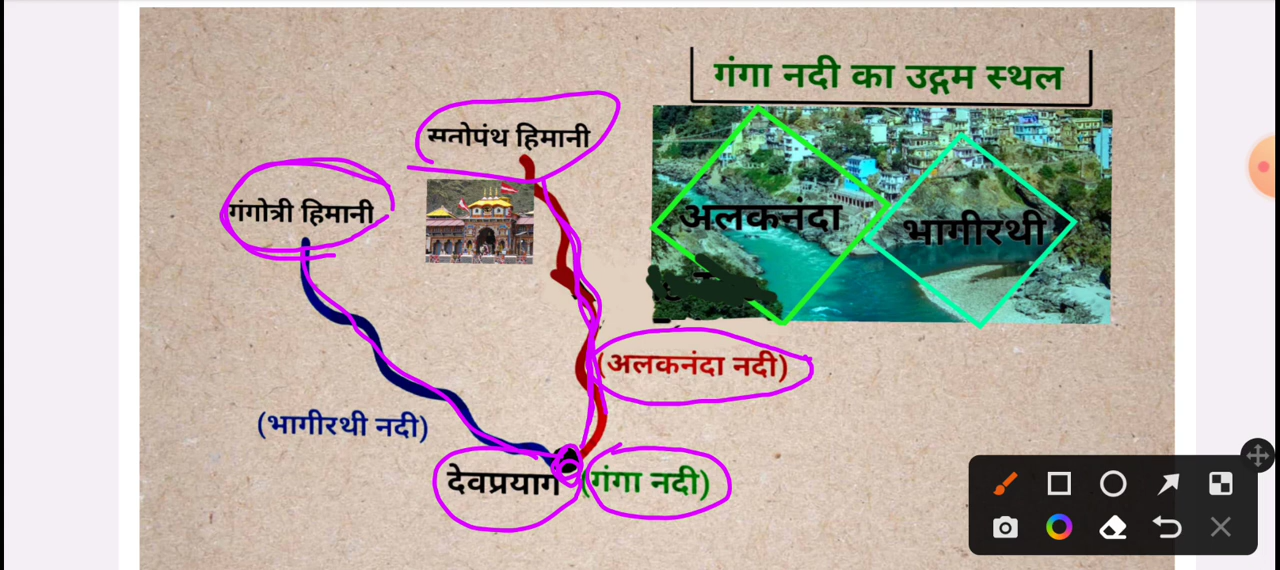 गंगा नदी का उद्गम स्थल
सतोपंथ हिमानी
गंगोत्री हिमानी
अलकनंदा
भागीरथी
(अलकनंदा नदी)
(भागीरथी नदी)
देवप्रयाग (गंगा नदी)